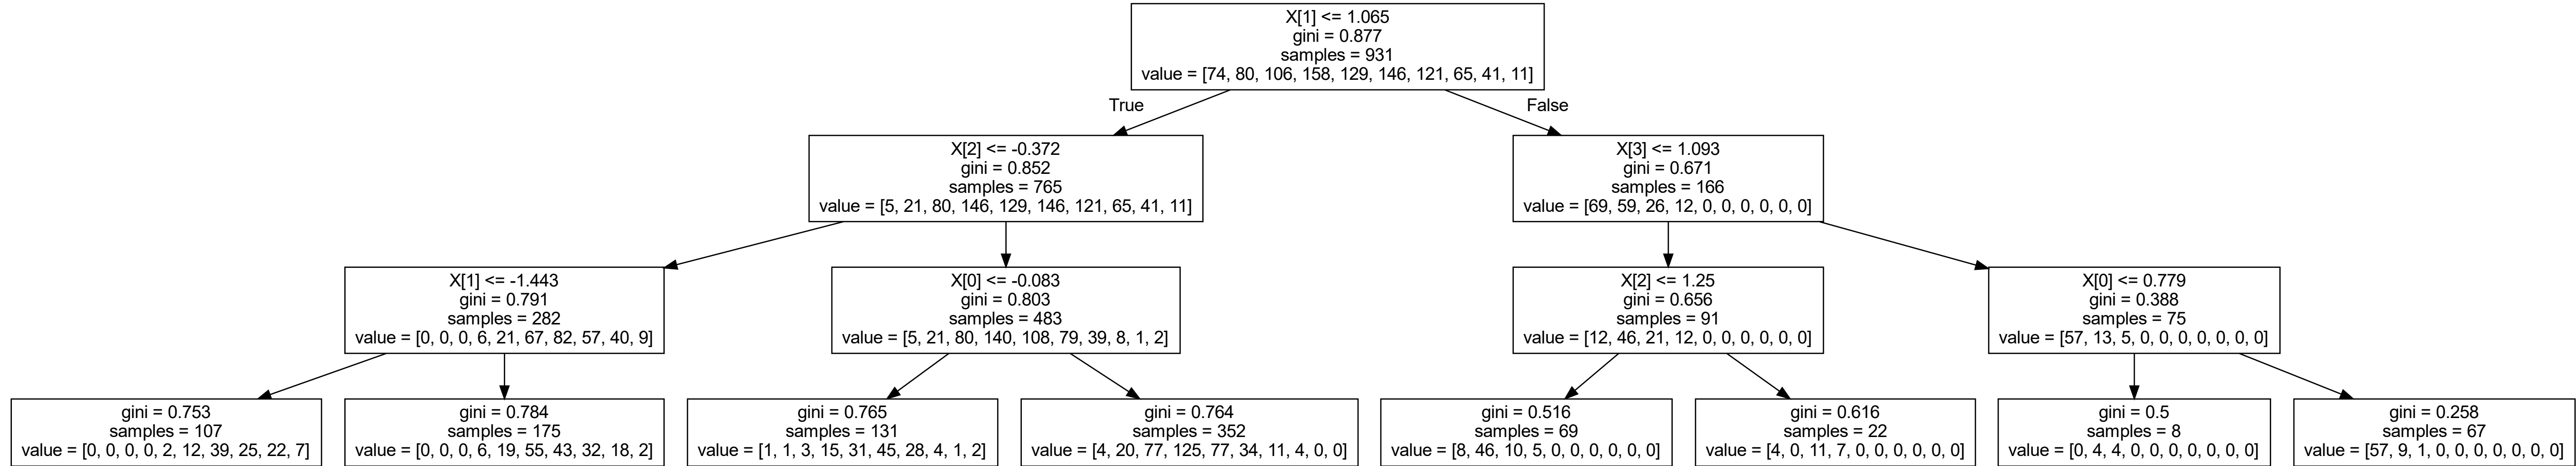 X[1] <= 1.065
gini = 0.877
samples = 931
value = [74, 80, 106, 158, 129, 146, 121, 65, 41, 11]
True
False
X[2] <= -0.372
gini = 0.852
samples = 765
value = [5, 21, 80, 146, 129, 146, 121, 65, 41, 11]
X[3] <= 1.093
gini = 0.671
samples = 166
value = [69, 59, 26, 12, 0, 0, 0, 0, 0, 0]
X[1] <= -1.443
gini = 0.791
samples = 282
value = [0, 0, 0, 6, 21, 67, 82, 57, 40, 9]
X[0] <= -0.083
gini = 0.803
samples = 483
value = [5, 21, 80, 140, 108, 79, 39, 8, 1, 2]
X[2] <= 1.25
gini = 0.656
samples = 91
value = [12, 46, 21, 12, 0, 0, 0, 0, 0, 0]
X[0] <= 0.779
gini = 0.388
samples = 75
value = [57, 13, 5, 0, 0, 0, 0, 0, 0, 0]
gini = 0.753
samples = 107
value = [0, 0, 0, 0, 2, 12, 39, 25, 22, 7]
gini = 0.784
samples = 175
value = [0, 0, 0, 6, 19, 55, 43, 32, 18, 2]
gini = 0.765
samples = 131
value = [1, 1, 3, 15, 31, 45, 28, 4, 1, 2]
gini = 0.764
samples = 352
value = [4, 20, 77, 125, 77, 34, 11, 4, 0, 0]
gini = 0.516
samples = 69
value = [8, 46, 10, 5, 0, 0, 0, 0, 0, 0]
gini = 0.616
samples = 22
value = [4, 0, 11, 7, 0, 0, 0, 0, 0, 0]
gini = 0.5
samples = 8
value = [0, 4, 4, 0, 0, 0, 0, 0, 0, 0]
gini = 0.258
samples = 67
value = [57, 9, 1, 0, 0, 0, 0, 0, 0, 0]